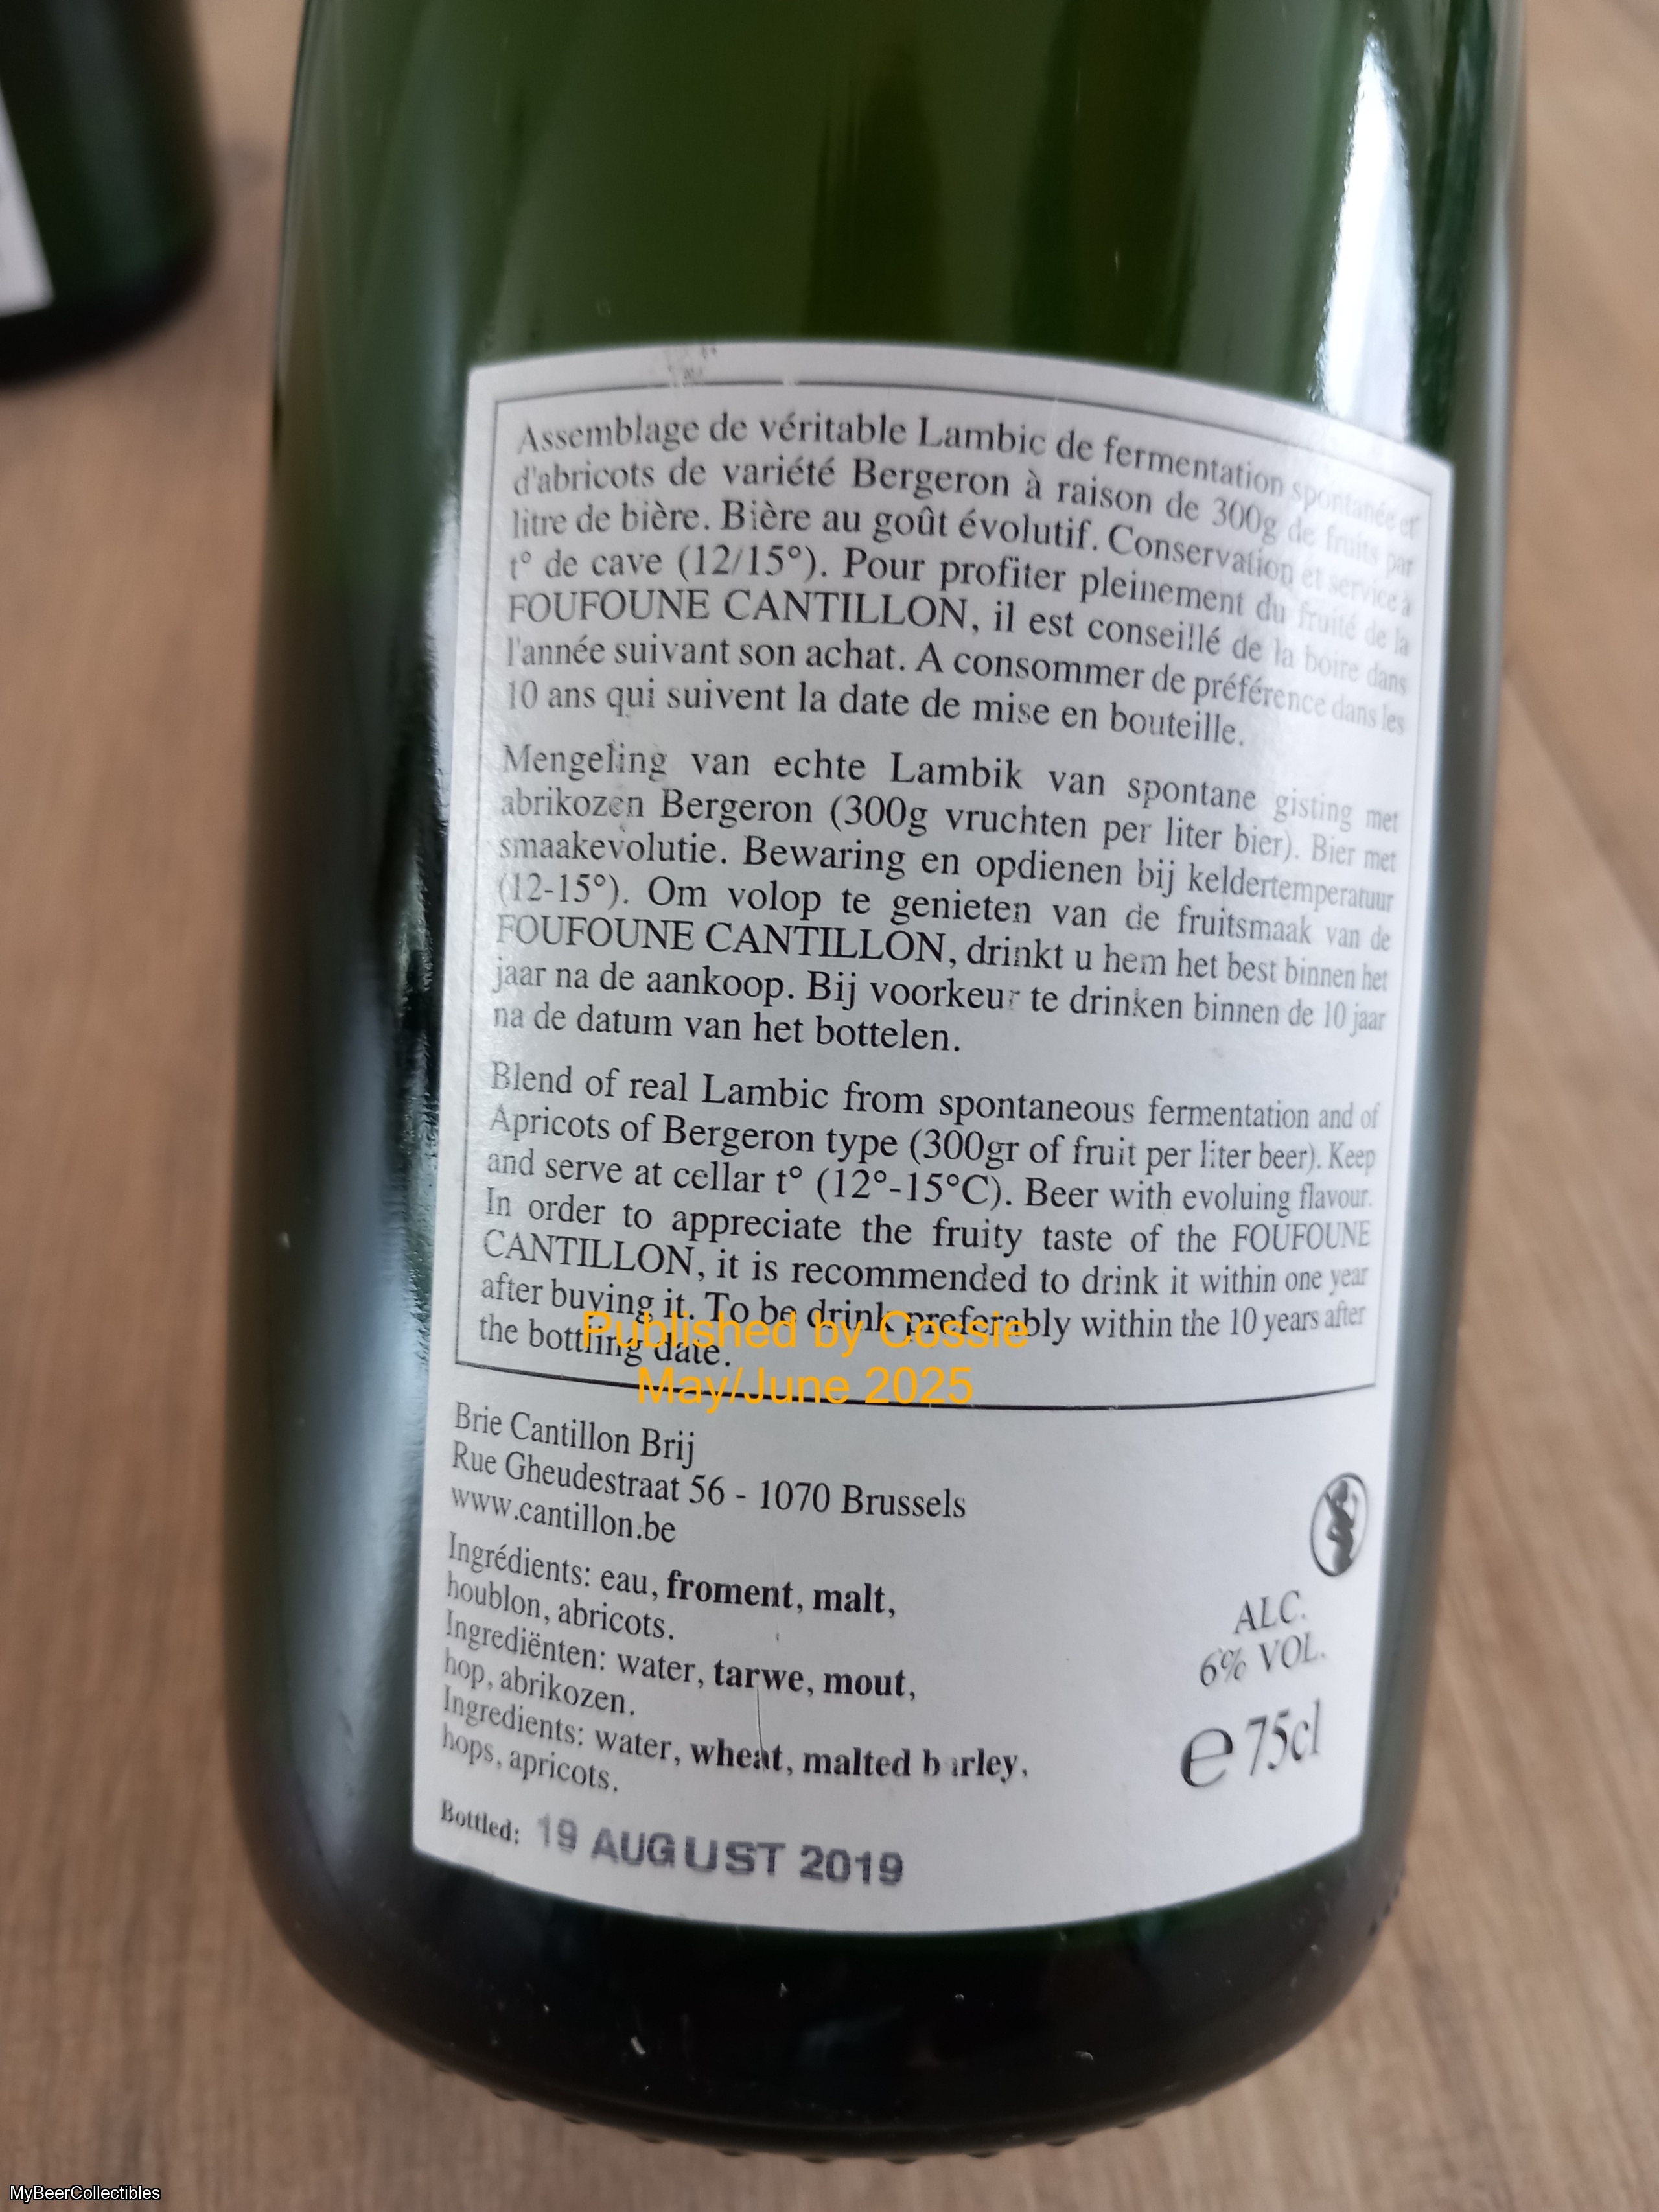 Assemblage de véritable Lambic de fermentation spontanée et
d'abricots de variété Bergeron à raison de 300g de fruits par
litre de bière. Bière au goût évolutif. Conservation et service à
t° de cave (12/15°). Pour profiter pleinement du fruité de la
FOUFOUNE CANTILLON, il est conseillé de la boire dans
l'année suivant son achat. A consommer de préférence dans les
10 ans qui suivent la date de mise en bouteille.
Mengeling van echte Lambik van spontane gisting met
abrikozen Bergeron (300g vruchten per liter bier). Bier met
smaakevolutie. Bewaring en opdienen bij keldertemperatuur
(12-15°). Om volop te genieten van de fruitsmaak van de
FOUFOUNE CANTILLON, drinkt u hem het best binnen het
jaar na de aankoop. Bij voorkeur te drinken binnen de 10 jaar
na de datum van het bottelen.
Blend of real Lambic from spontaneous fermentation and of
Apricots of Bergeron type (300gr of fruit per liter beer). Keep
and serve at cellar t° (12°-15°C). Beer with evoluing flavour.
In order to appreciate the fruity taste of the FOUFOUNE
CANTILLON, it is recommended to drink it within one year
after buying it. To be drink preferably within the 10 years after
the bottling date.
Published by Cossie
May/June 2025
Brie Cantillon Brij
Rue Gheudestraat 56 - 1070 Brussels
www.cantillon.be
Ingrédients: eau, froment, malt,
houblon, abricots.
Ingrediënten: water, tarwe, mout,
hop, abrikozen.
Ingredients: water, wheat, malted barley,
hops, apricots.
ALC.
6% VOL.
e 75cl
Bottled: 19 AUGUST 2019
MyBeerCollectibles